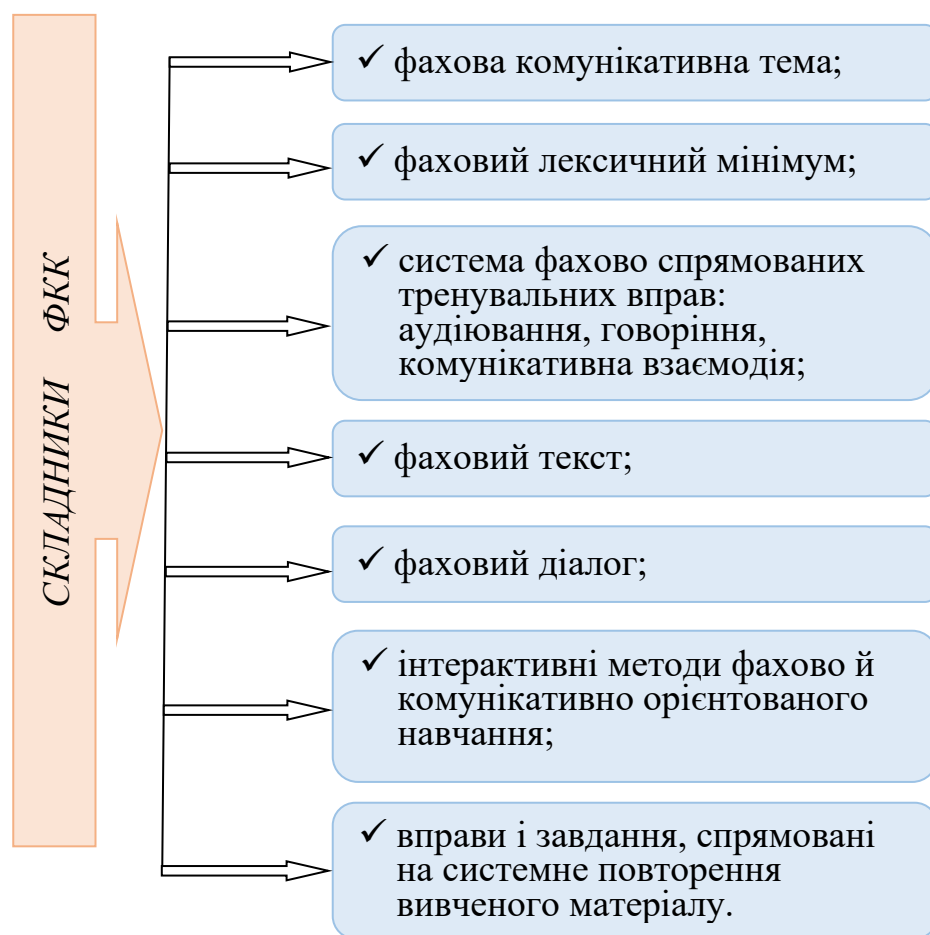 СКЛАДНИКИ ФКК
✓ фахова комунікативна тема;
✓ фаховий лексичний мінімум;
✓ система фахово спрямованих
тренувальних вправ:
аудіювання, говоріння,
комунікативна взаємодія;
✓ фаховий текст;
✓ фаховий діалог;
✓ інтерактивні методи фахово й
комунікативно орієнтованого
навчання;
✓ вправи і завдання, спрямовані
на системне повторення
вивченого матеріалу.